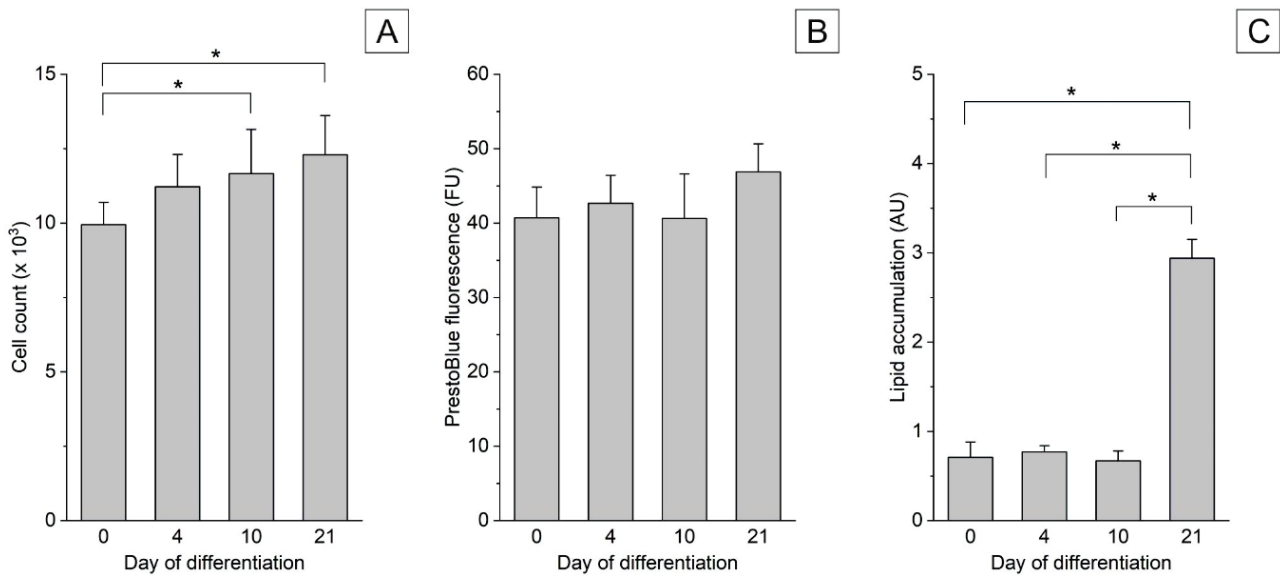 A
*
*
15
10
5
0
Cell count (x 10³)
0 4 10 21
Day of differentiation
B
60
50
40
30
20
10
0
PrestoBlue fluorescence (FU)
0 4 10 21
Day of differentiation
C
*
*
*
5
4
3
2
1
0
Lipid accumulation (AU)
0 4 10 21
Day of differentiation